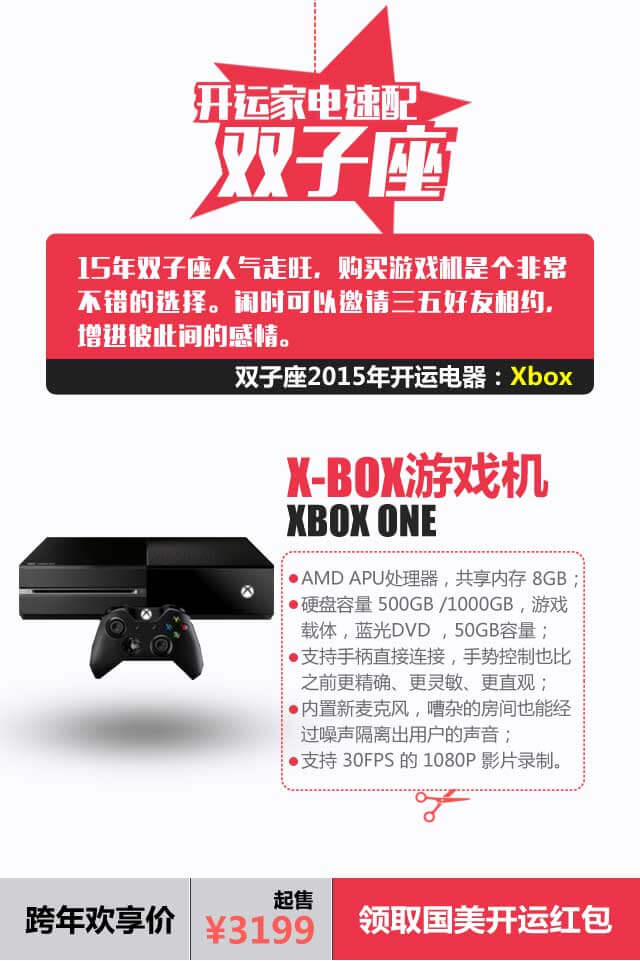 开运家电速配
双子座
15年双子座人气走旺，购买游戏机是个非常
不错的选择。闲时可以邀请三五好友相约，
增进彼此间的感情。
双子座2015年开运电器：Xbox
X-BOX游戏机
XBOX ONE
AMD APU处理器，共享内存 8GB；
硬盘容量 500GB /1000GB，游戏
载体，蓝光DVD ，50GB容量；
支持手柄直接连接，手势控制也比
之前更精确、更灵敏、更直观；
内置新麦克风，嘈杂的房间也能经
过噪声隔离出用户的声音；
支持 30FPS 的 1080P 影片录制。
跨年欢享价
起售
¥3199
领取国美开运红包